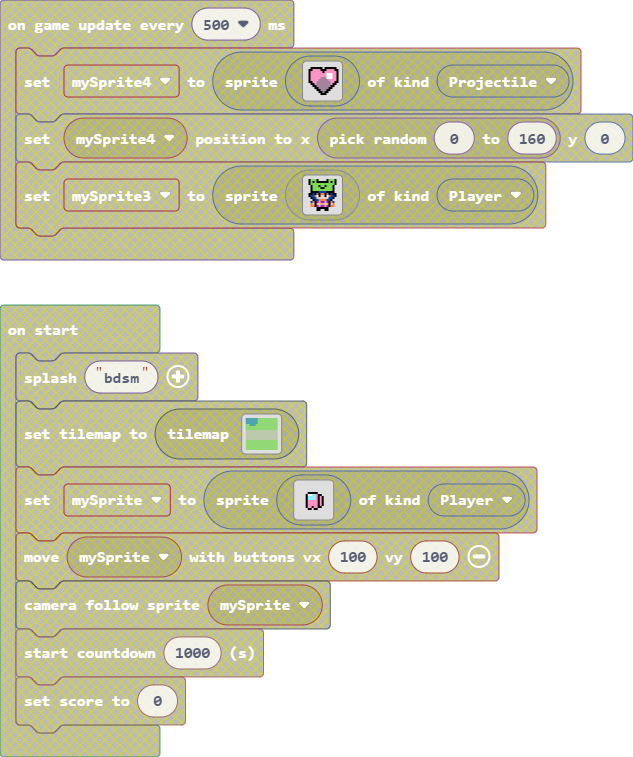 on game update every 500 ms
set mySprite4 to sprite of kind Projectile
set mySprite4 position to x pick random 0 to 160 y 0
set mySprite3 to sprite of kind Player
on start
splash "bdsm"
set tilemap to tilemap
set mySprite to sprite of kind Player
move mySprite with buttons vx 100 vy 100
camera follow sprite mySprite
start countdown 1000 (s)
set score to 0